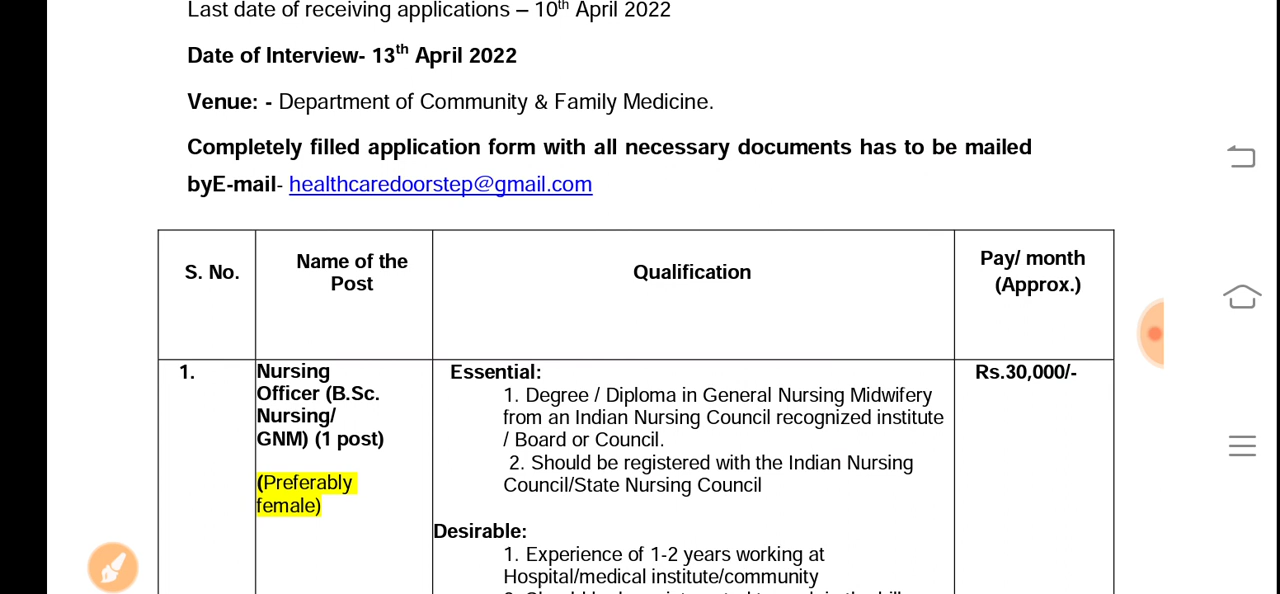 Last date of receiving applications – 10th April 2022
Date of Interview- 13th April 2022
Venue: - Department of Community & Family Medicine.
Completely filled application form with all necessary documents has to be mailed
byE-mail- healthcaredoorstep@gmail.com
S. No.
Name of the
Post
Qualification
Pay/ month
(Approx.)
1.
Nursing
Officer (B.Sc.
Nursing/
GNM) (1 post)
(Preferably
female)
Essential:
1. Degree / Diploma in General Nursing Midwifery
from an Indian Nursing Council recognized institute
/ Board or Council.
2. Should be registered with the Indian Nursing
Council/State Nursing Council
Desirable:
1. Experience of 1-2 years working at
Hospital/medical institute/community
Rs.30,000/-